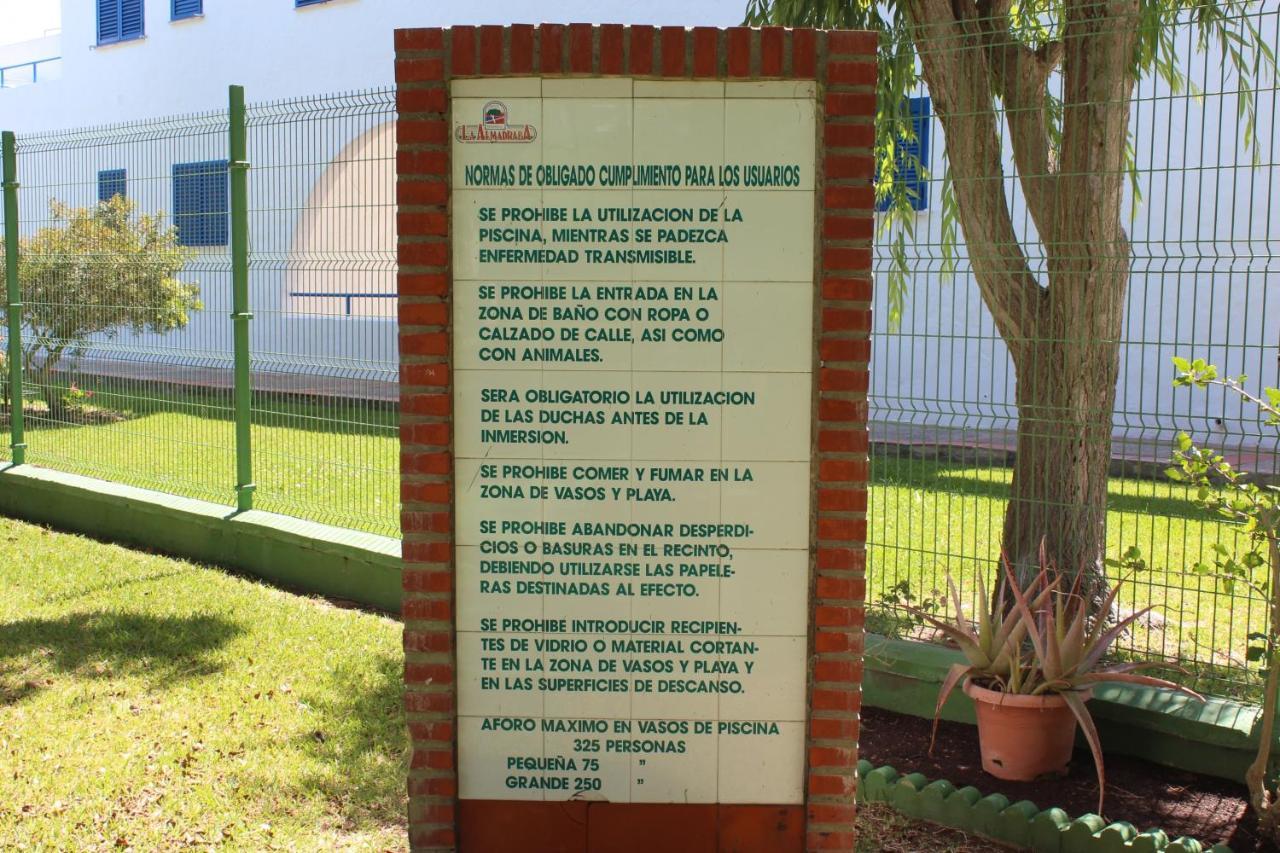 LA ALMADRABA
NORMAS DE OBLIGADO CUMPLIMIENTO PARA LOS USUARIOS
SE PROHIBE LA UTILIZACION DE LA
PISCINA, MIENTRAS SE PADEZCA
ENFERMEDAD TRANSMISIBLE.
SE PROHIBE LA ENTRADA EN LA
ZONA DE BAÑO CON ROPA O
CALZADO DE CALLE, ASI COMO
CON ANIMALES.
SERA OBLIGATORIO LA UTILIZACION
DE LAS DUCHAS ANTES DE LA
INMERSION.
SE PROHIBE COMER Y FUMAR EN LA
ZONA DE VASOS Y PLAYA.
SE PROHIBE ABANDONAR DESPERDI-
CIOS O BASURAS EN EL RECINTO,
DEBIENDO UTILIZARSE LAS PAPELE-
RAS DESTINADAS AL EFECTO.
SE PROHIBE INTRODUCIR RECIPIEN-
TES DE VIDRIO O MATERIAL CORTAN-
TE EN LA ZONA DE VASOS Y PLAYA Y
EN LAS SUPERFICIES DE DESCANSO.
AFORO MAXIMO EN VASOS DE PISCINA
325 PERSONAS
PEQUEÑA 75 "
GRANDE 250 "